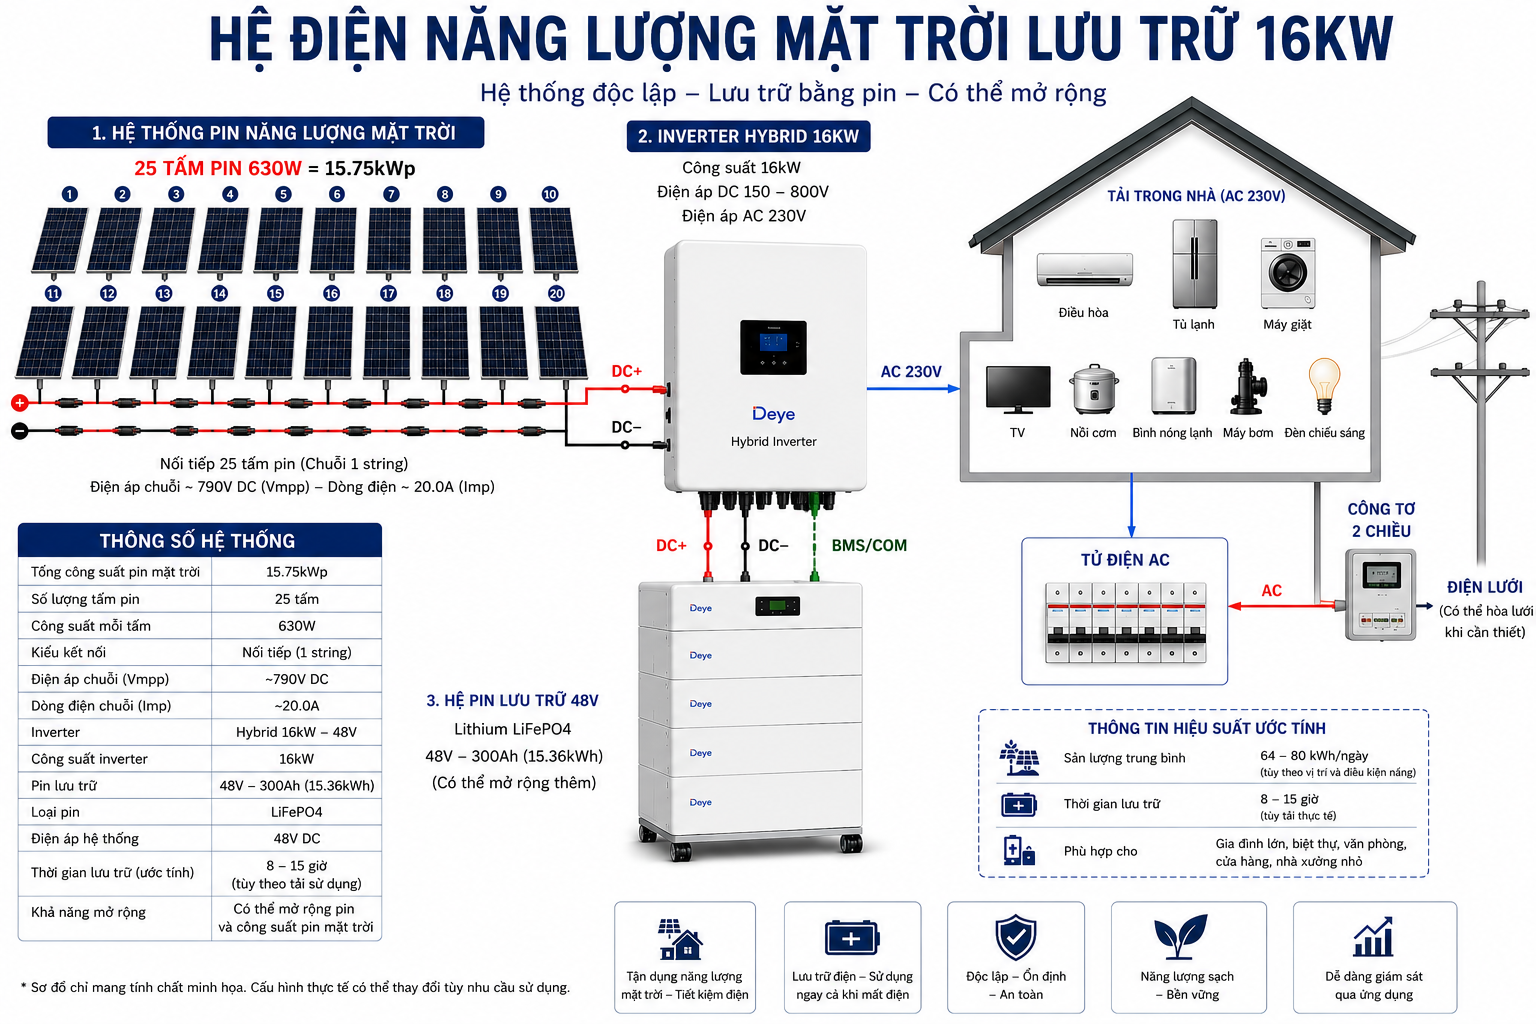 HỆ ĐIỆN NĂNG LƯỢNG MẶT TRỜI LƯU TRỮ 16KW
Hệ thống độc lập – Lưu trữ bằng pin – Có thể mở rộng
1. HỆ THỐNG PIN NĂNG LƯỢNG MẶT TRỜI
25 TẤM PIN 630W = 15.75kWp
1 2 3 4 5 6 7 8 9 10
11 12 13 14 15 16 17 18 19 20
+
−
Nối tiếp 25 tấm pin (Chuỗi 1 string)
Điện áp chuỗi ~ 790V DC (Vmpp) – Dòng điện ~ 20.0A (Imp)
2. INVERTER HYBRID 16KW
Công suất 16kW
Điện áp DC 150 – 800V
Điện áp AC 230V
DC+
DC−
Deye
Hybrid Inverter
AC 230V
DC+
DC−
BMS/COM
Deye
Deye
Deye
Deye
Deye
3. HỆ PIN LƯU TRỮ 48V
Lithium LiFePO4
48V – 300Ah (15.36kWh)
(Có thể mở rộng thêm)
TẢI TRONG NHÀ (AC 230V)
Điều hòa
Tủ lạnh
Máy giặt
TV
Nồi cơm
Bình nóng lạnh
Máy bơm
Đèn chiếu sáng
TỦ ĐIỆN AC
AC
CÔNG TƠ
2 CHIỀU
ĐIỆN LƯỚI
(Có thể hòa lưới
khi cần thiết)
THÔNG SỐ HỆ THỐNG
Tổng công suất pin mặt trời 15.75kWp
Số lượng tấm pin 25 tấm
Công suất mỗi tấm 630W
Kiểu kết nối Nối tiếp (1 string)
Điện áp chuỗi (Vmpp) ~790V DC
Dòng điện chuỗi (Imp) ~20.0A
Inverter Hybrid 16kW – 48V
Công suất inverter 16kW
Pin lưu trữ 48V – 300Ah (15.36kWh)
Loại pin LiFePO4
Điện áp hệ thống 48V DC
Thời gian lưu trữ (ước tính) 8 – 15 giờ
(tùy theo tải sử dụng)
Khả năng mở rộng Có thể mở rộng pin
và công suất pin mặt trời
THÔNG TIN HIỆU SUẤT ƯỚC TÍNH
Sản lượng trung bình 64 – 80 kWh/ngày
(tùy theo vị trí và điều kiện nắng)
Thời gian lưu trữ 8 – 15 giờ
(tùy tải thực tế)
Phù hợp cho Gia đình lớn, biệt thự, văn phòng,
cửa hàng, nhà xưởng nhỏ
Tận dụng năng lượng
mặt trời – Tiết kiệm điện
Lưu trữ điện – Sử dụng
ngay cả khi mất điện
Độc lập – Ổn định
– An toàn
Năng lượng sạch
– Bền vững
Dễ dàng giám sát
qua ứng dụng
* Sơ đồ chỉ mang tính chất minh họa. Cấu hình thực tế có thể thay đổi tùy nhu cầu sử dụng.